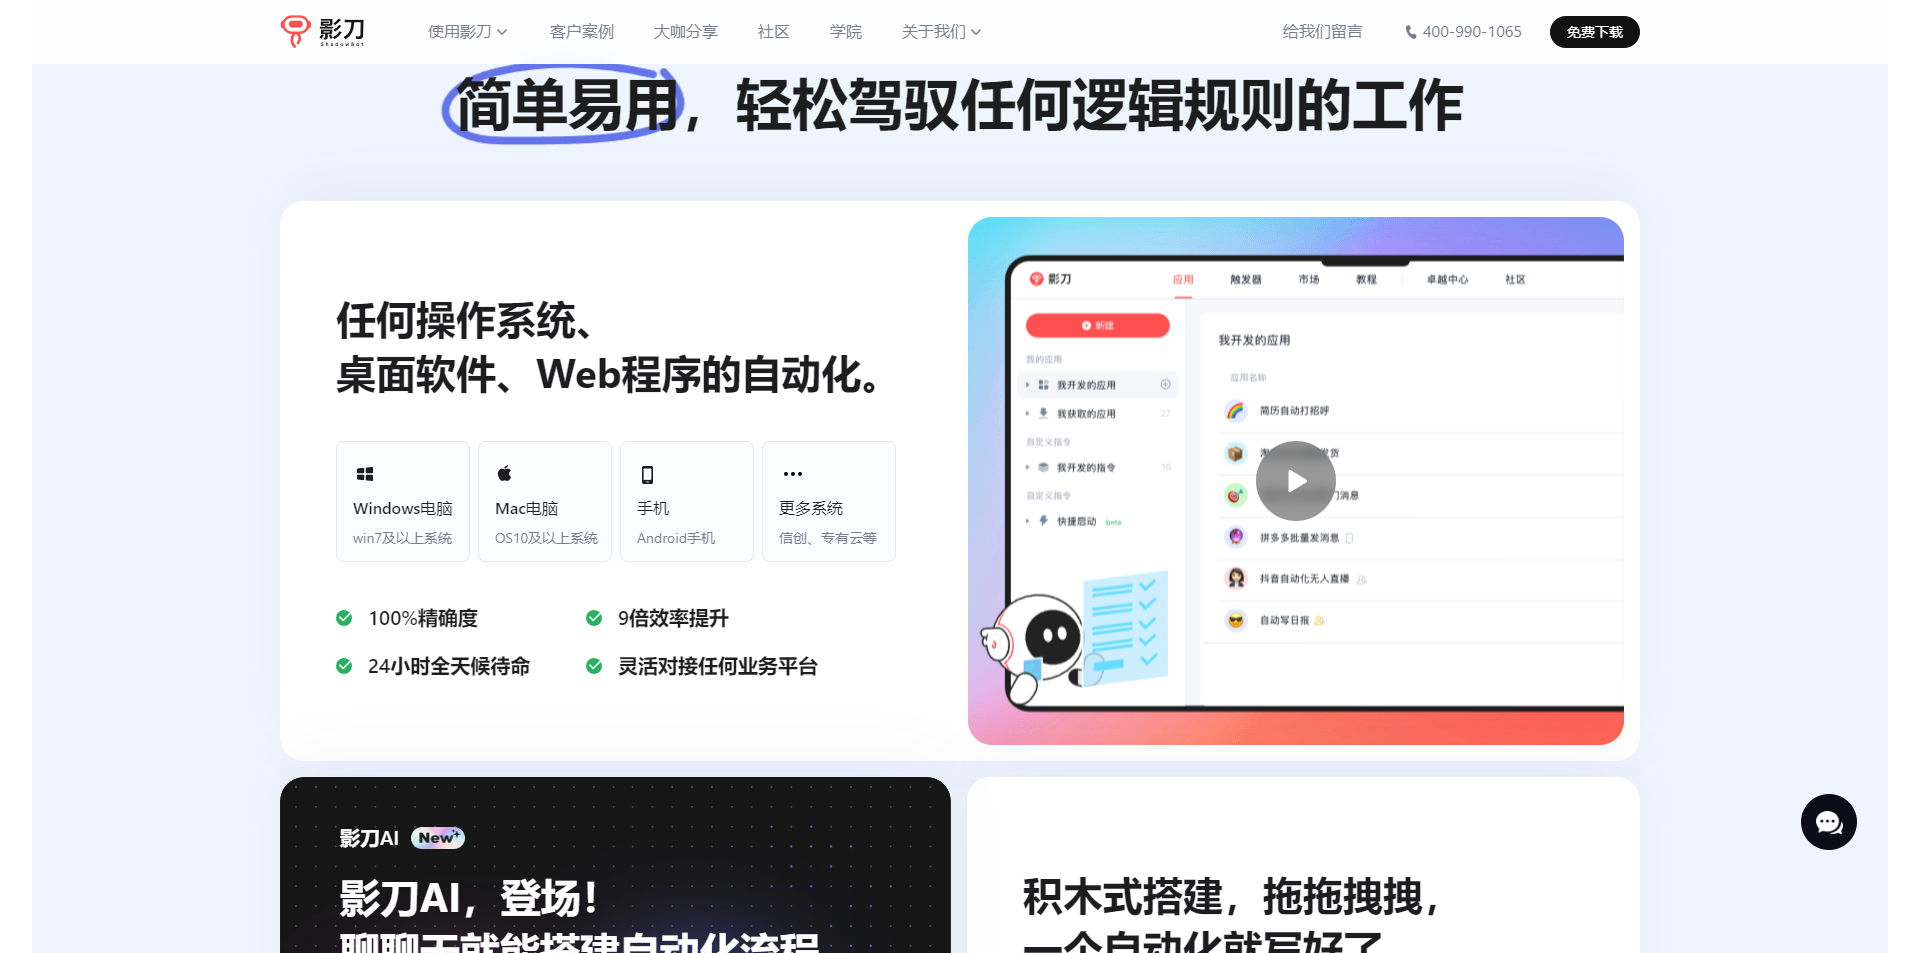 影刀
Shadowbot
使用影刀
客户案例
大咖分享
社区
学院
关于我们
给我们留言
400-990-1065
免费下载
简单易用，轻松驾驭任何逻辑规则的工作
任何操作系统、
桌面软件、Web程序的自动化。
Windows电脑
win7及以上系统
Mac电脑
OS10及以上系统
手机
Android手机
更多系统
信创、专有云等
100%精确度
9倍效率提升
24小时全天候待命
灵活对接任何业务平台
影刀
应用
触发器
市场
教程
卓越中心
社区
新建
我的应用
我开发的应用
我获取的应用
27
自定义指令
我开发的指令
16
自定义指令
快捷启动
beta
我开发的应用
应用名称
简历自动打招呼
发货
门消息
拼多多批量发消息
抖音自动化无人直播
自动写日报
影刀AI
New
影刀AI，登场！
聊聊天就能搭建自动化流程
积木式搭建，拖拖拽拽，
一个自动化就写好了